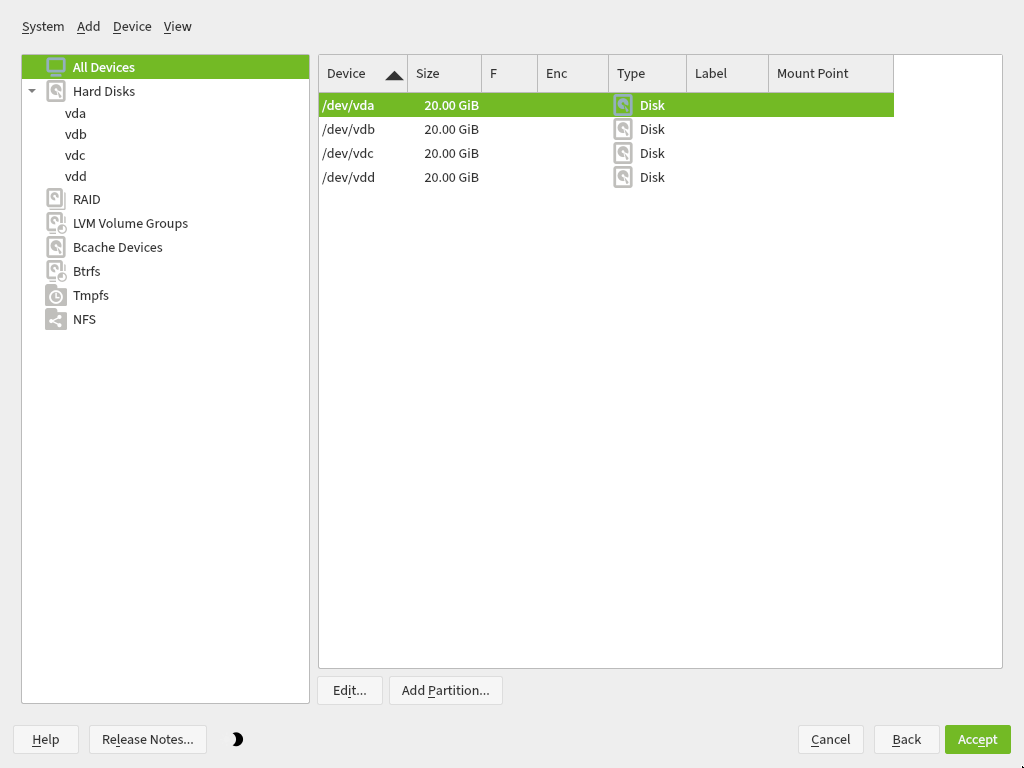 System Add Device View
All Devices
Hard Disks
vda
vdb
vdc
vdd
RAID
LVM Volume Groups
Bcache Devices
Btrfs
Tmpfs
NFS
Device Size F Enc Type Label Mount Point
/dev/vda 20.00 GiB Disk
/dev/vdb 20.00 GiB Disk
/dev/vdc 20.00 GiB Disk
/dev/vdd 20.00 GiB Disk
Edit... Add Partition...
Help Release Notes... Cancel Back Accept